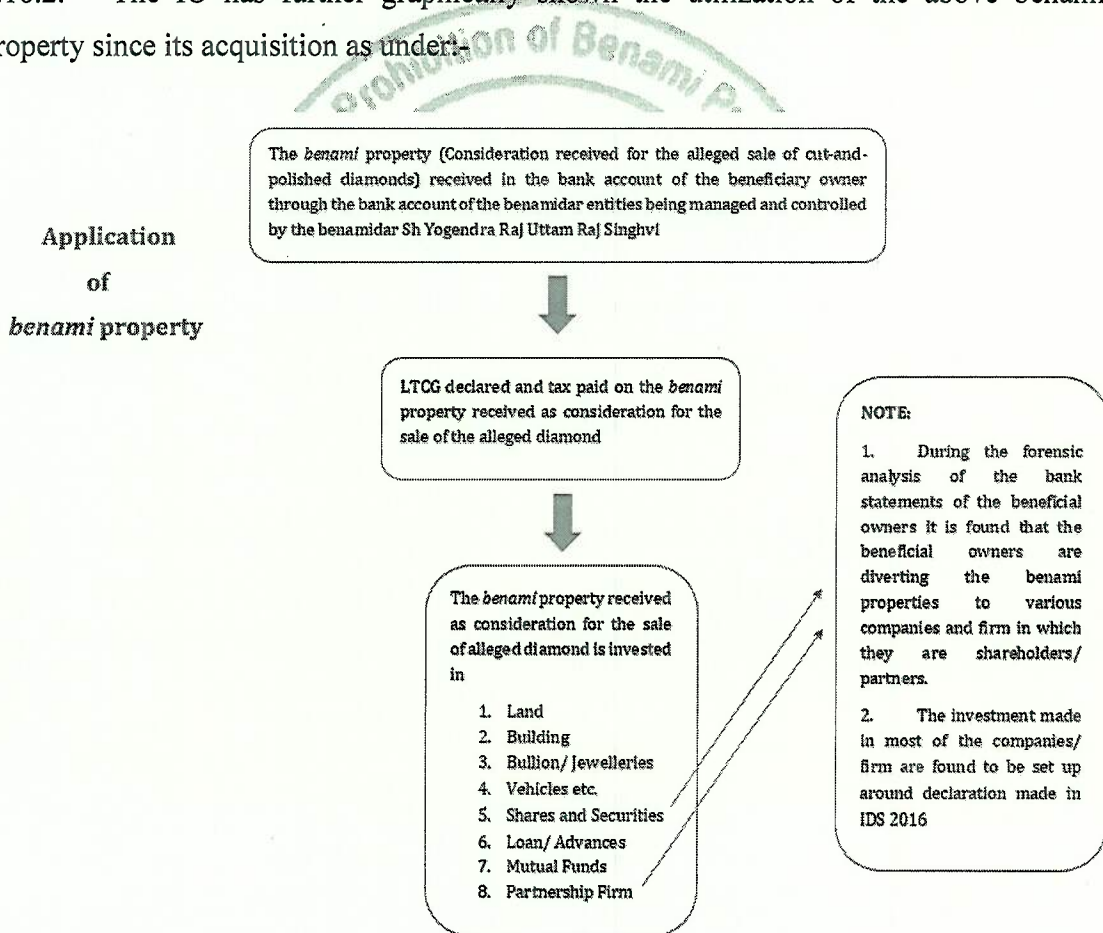 The IO has further graphically shown the utilization of the above benami
roperty since its acquisition as under:-
Prohibition of Benami P
The benami property (Consideration received for the alleged sale of cut-and-
polished diamonds) received in the bank account of the beneficiary owner
through the bank account of the benamidar entities being managed and controlled
by the benamidar Sh Yogendra Raj Uttam Raj Singhvi
Application
of
benami property
LTCG declared and tax paid on the benami
property received as consideration for the
sale of the alleged diamond
The benami property received
as consideration for the sale
of alleged diamond is invested
in
1. Land
2. Building
3. Bullion/ Jewelleries
4. Vehicles etc.
5. Shares and Securities
6. Loan/ Advances
7. Mutual Funds
8. Partnership Firm
NOTE:
1. During the forensic
analysis of the bank
statements of the beneficial
owners it is found that the
beneficial owners are
diverting the benami
properties to various
companies and firm in which
they are shareholders/
partners.
2. The investment made
in most of the companies/
firm are found to be set up
around declaration made in
IDS 2016